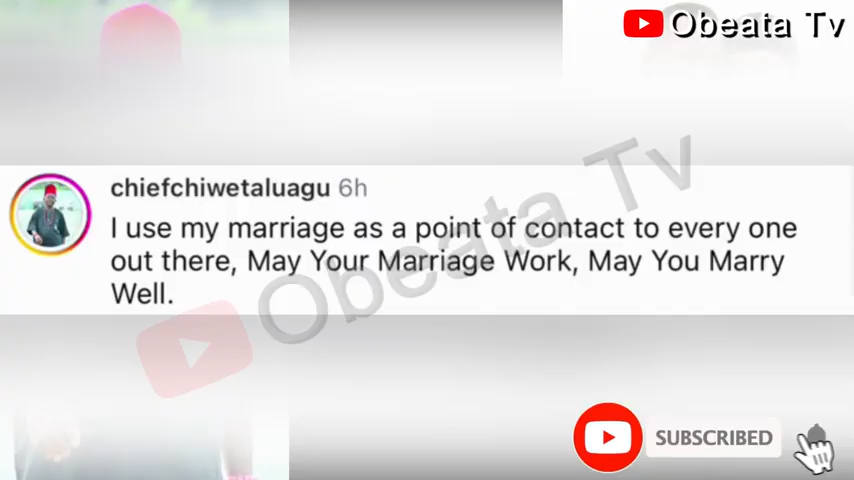 Obeata Tv
chiefchiwetaluagu 6h
I use my marriage as a point of contact to every one
out there, May Your Marriage Work, May You Marry
Well.
Obeata Tv
SUBSCRIBED